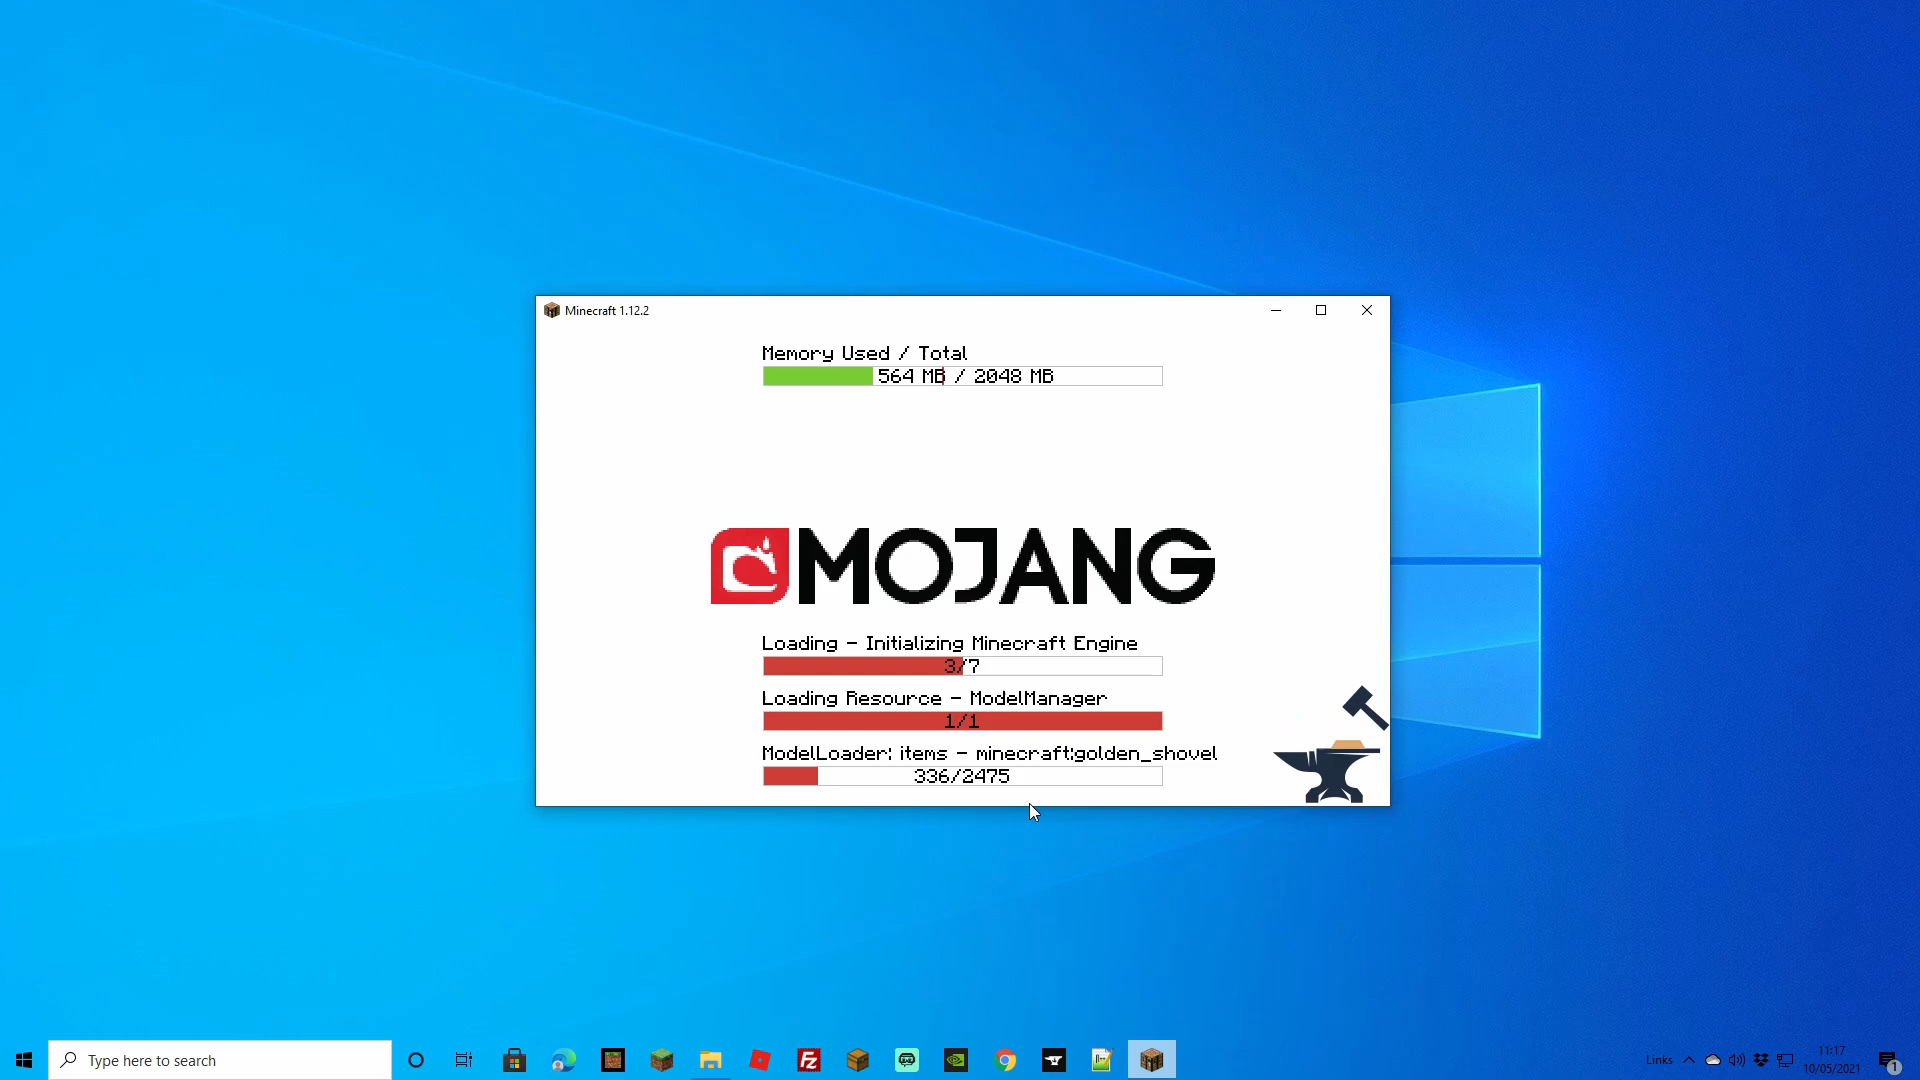 Minecraft 1.12.2
Memory Used / Total
564 MB / 2048 MB
MOJANG
Loading - Initializing Minecraft Engine
3/7
Loading Resource - ModelManager
1/1
ModelLoader: items - minecraft:golden_shovel
336/2475
Type here to search
Fz
Links
11:17
10/05/2021
1